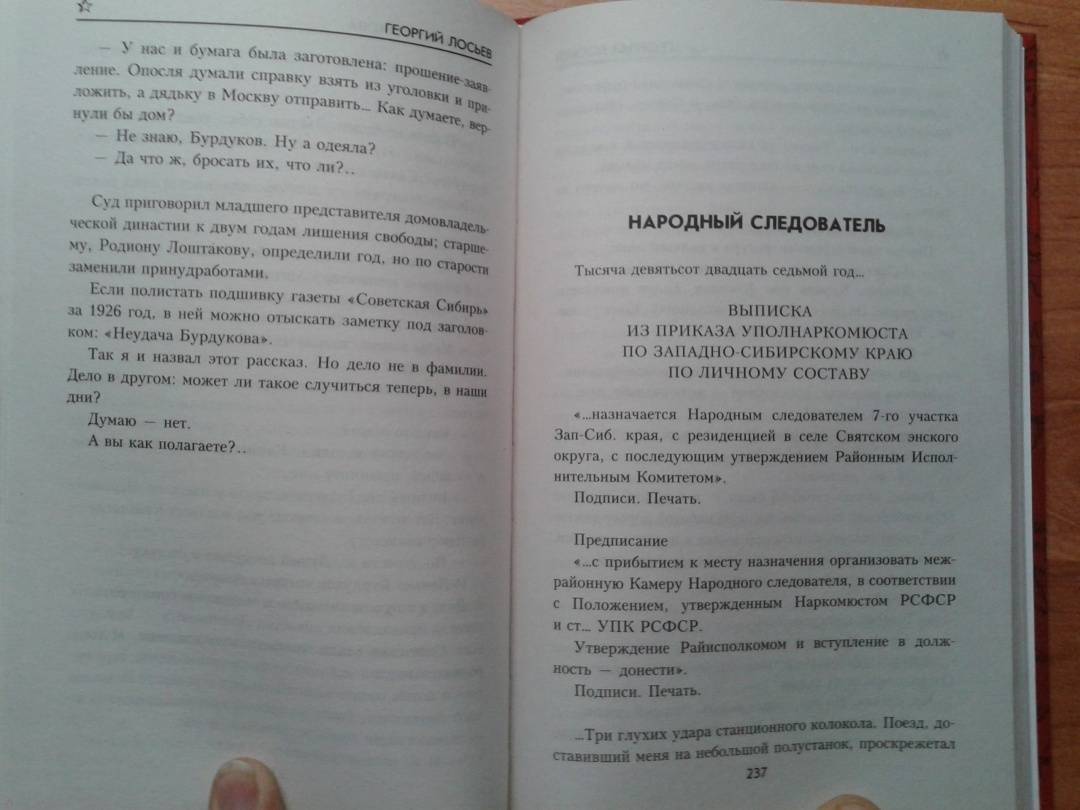 ГЕОРГИЙ ЛОСЬЕВ
— У нас и бумага была заготовлена: прошение-заяв-
ление. Опосля думали справку взять из уголовки и при-
ложить, а дядьку в Москву отправить... Как думаете, вер-
нули бы дом?
— Не знаю, Бурдуков. Ну а одеяла?
— Да что ж, бросать их, что ли?..
Суд приговорил младшего представителя домовладель-
ческой династии к двум годам лишения свободы; старше-
му, Родиону Лоштакову, определили год, но по старости
заменили принудработами.
Если полистать подшивку газеты «Советская Сибирь»
за 1926 год, в ней можно отыскать заметку под заголов-
ком: «Неудача Бурдукова».
Так я и назвал этот рассказ. Но дело не в фамилии.
Дело в другом: может ли такое случиться теперь, в наши
дни?
Думаю — нет.
А вы как полагаете?..
НАРОДНЫЙ СЛЕДОВАТЕЛЬ
Тысяча девятьсот двадцать седьмой год...
ВЫПИСКА
ИЗ ПРИКАЗА УПОЛНАРКОМЮСТА
ПО ЗАПАДНО-СИБИРСКОМУ КРАЮ
ПО ЛИЧНОМУ СОСТАВУ
«...назначается Народным следователем 7-го участка
Зап-Сиб. края, с резиденцией в селе Святском энского
округа, с последующим утверждением Районным Испол-
нительным Комитетом».
Подписи. Печать.
Предписание
«...с прибытием к месту назначения организовать меж-
районную Камеру Народного следователя, в соответствии
с Положением, утвержденным Наркомюстом РСФСР
и ст... УПК РСФСР.
Утверждение Райисполкомом и вступление в долж-
ность — донести».
Подписи. Печать.
...Три глухих удара станционного колокола. Поезд, до-
ставивший меня на небольшой полустанок, проскрежетал
237